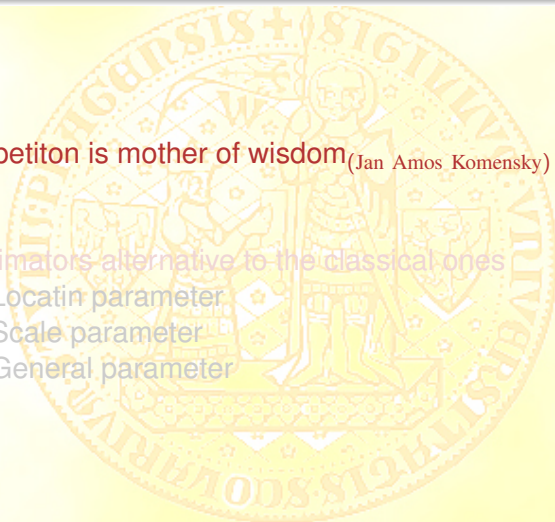 petiton is mother of wisdom(Jan Amos Komensky)
imators alternative to the classical ones
Locatin parameter
Scale parameter
General parameter